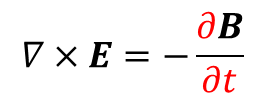 ∇ × E = − ∂B/∂t